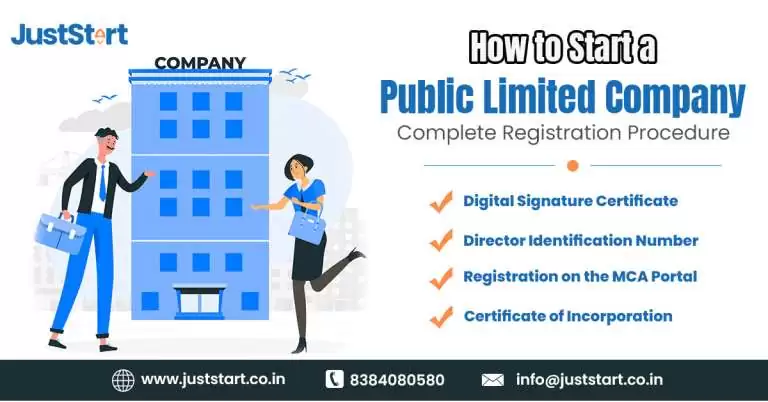 JustStart
COMPANY
How to Start a
Public Limited Company
Complete Registration Procedure
Digital Signature Certificate
Director Identification Number
Registration on the MCA Portal
Certificate of Incorporation
www.juststart.co.in
8384080580
info@juststart.co.in